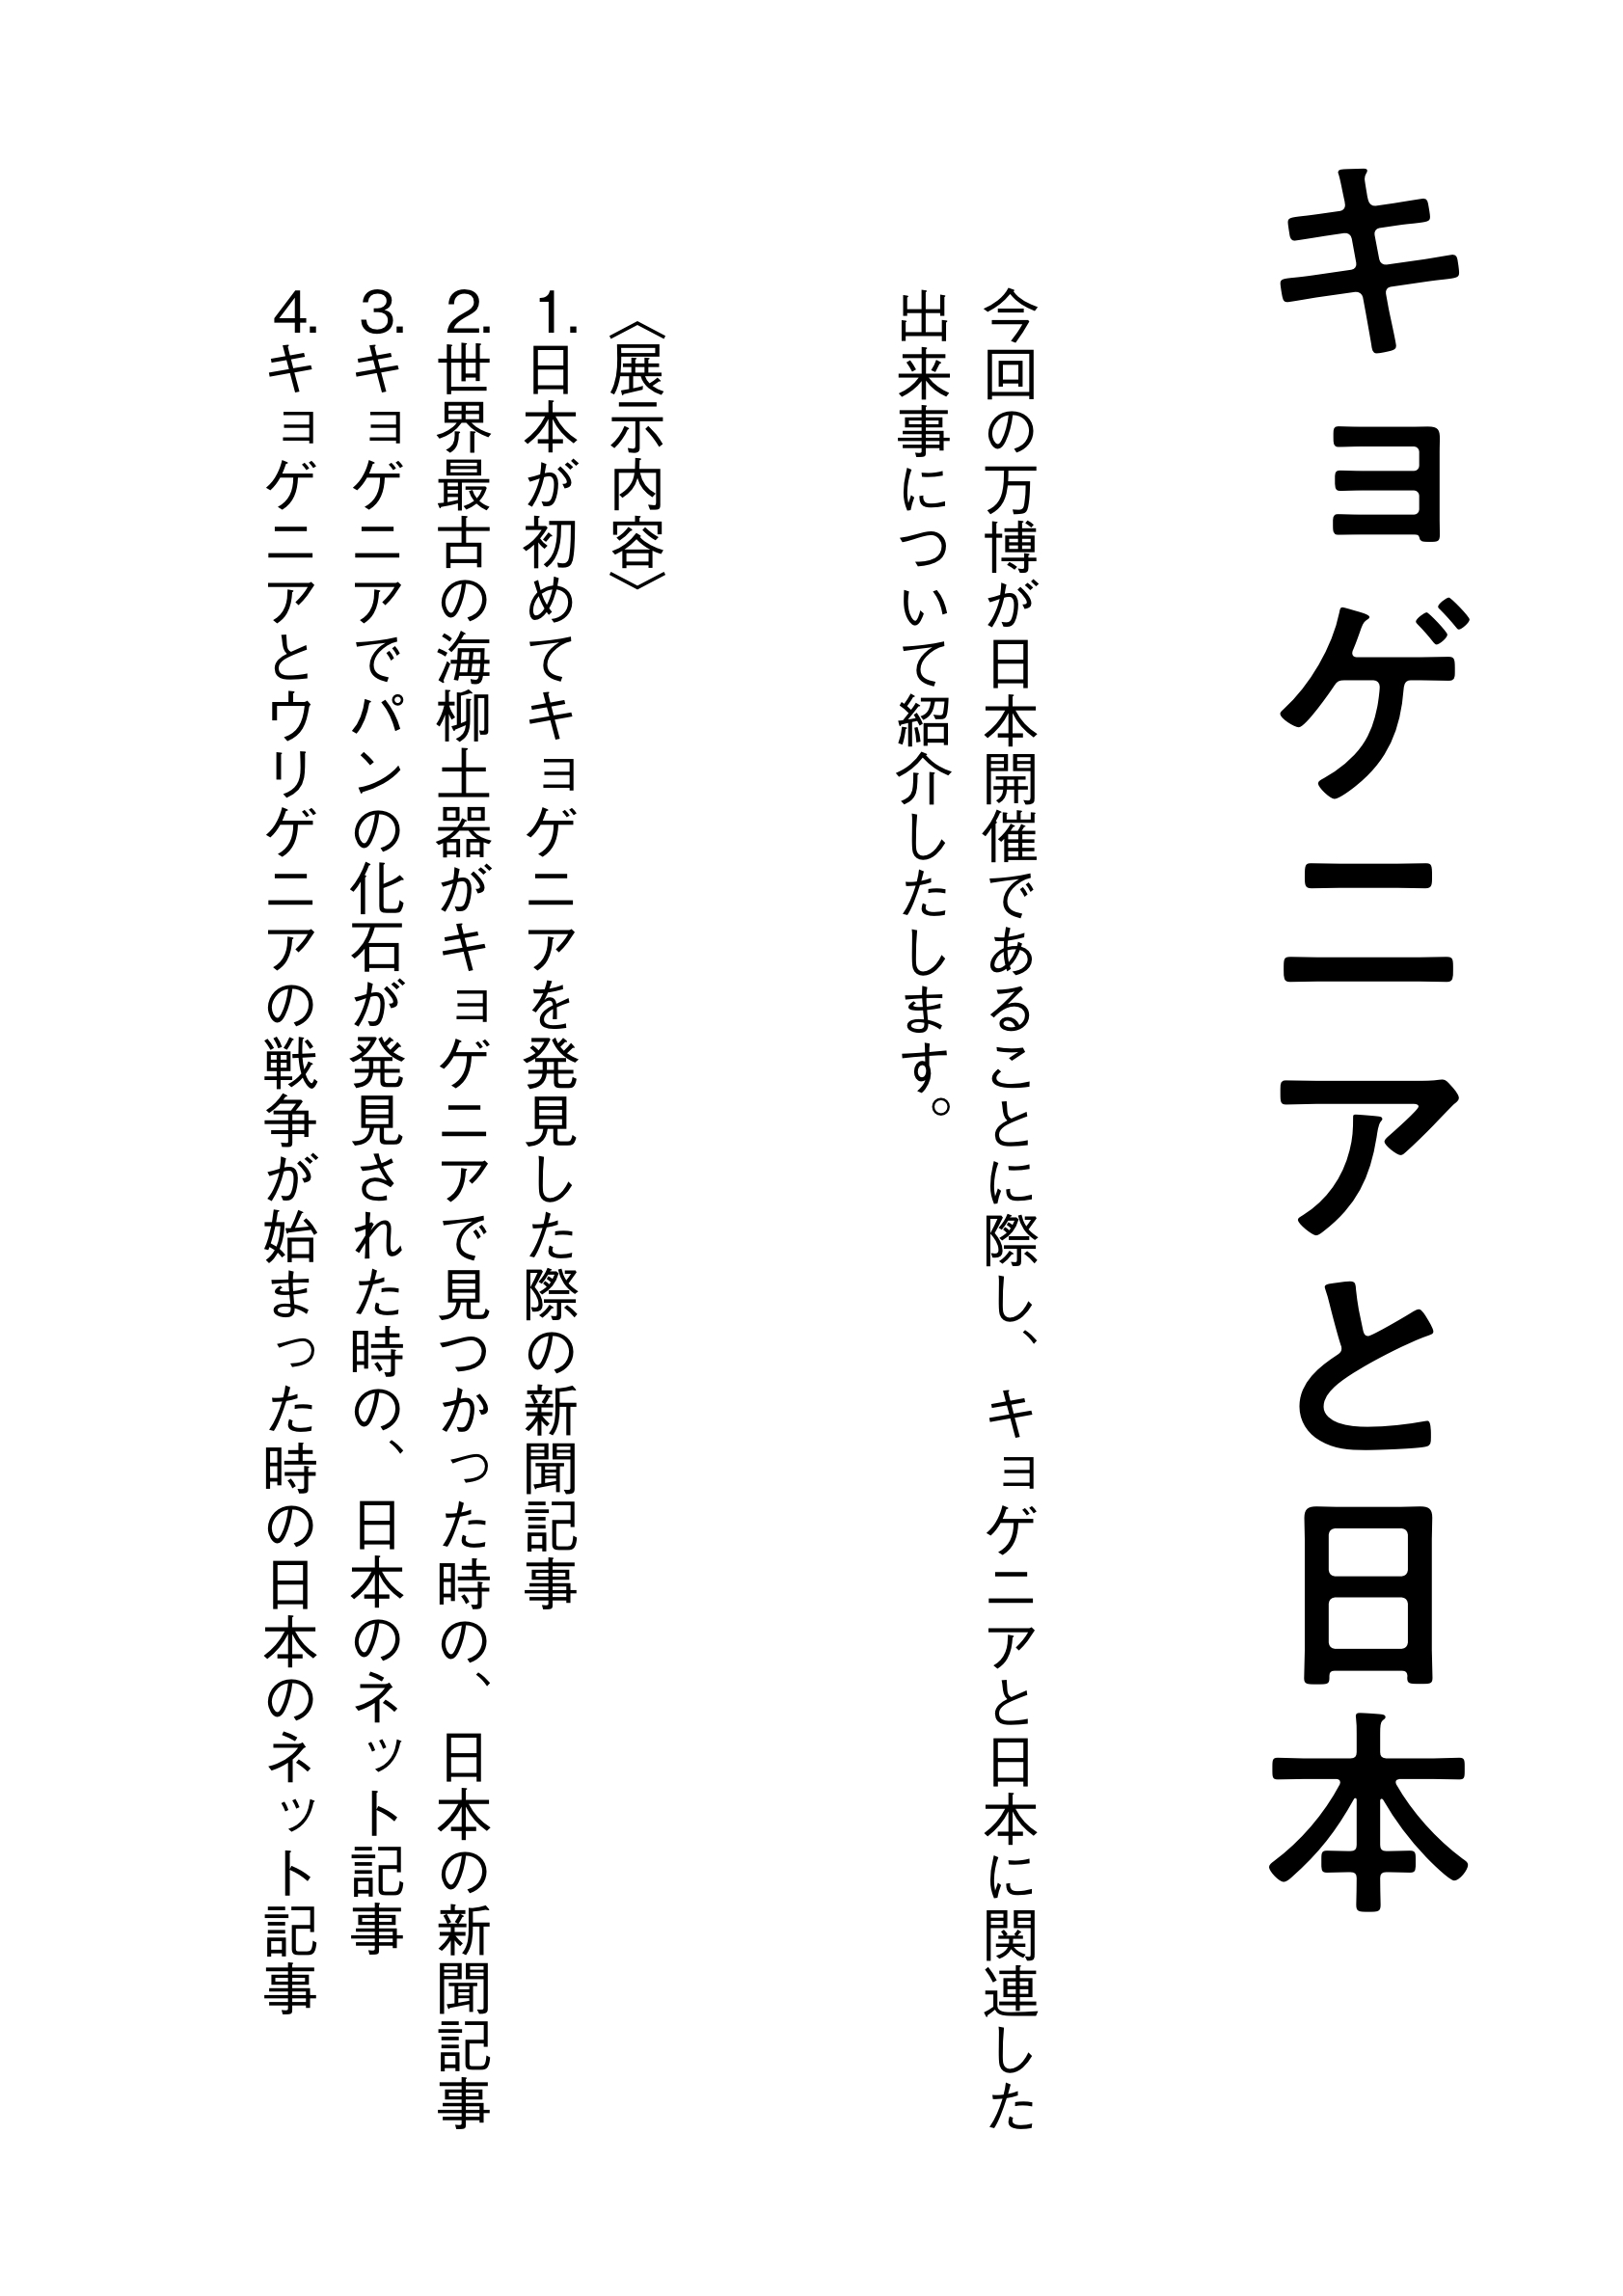 キョゲニアと日本
今回の万博が日本開催であることに際し、キョゲニアと日本に関連した
出来事について紹介したします。
〈展示内容〉
1.日本が初めてキョゲニアを発見した際の新聞記事
2.世界最古の海柳土器がキョゲニアで見つかった時の、日本の新聞記事
3.キョゲニアでパンの化石が発見された時の、日本のネット記事
4.キョゲニアとウリゲニアの戦争が始まった時の日本のネット記事